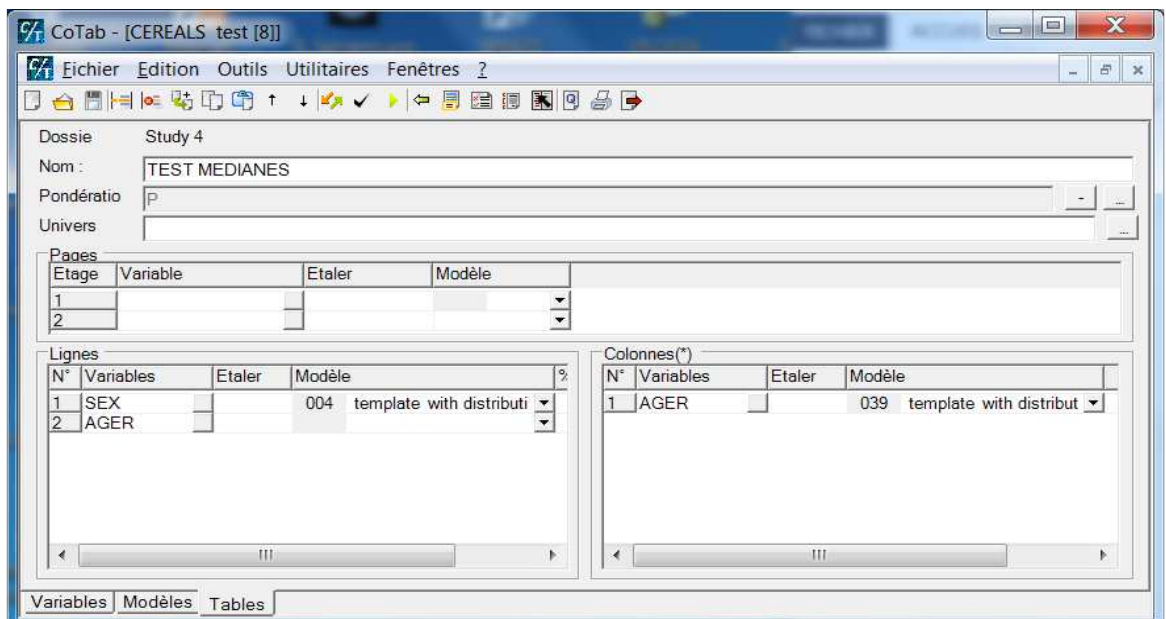 CoTab - [CEREALS test [8]]
Fichier Edition Outils Utilitaires Fenêtres ?
Dossie Study 4
Nom : TEST MEDIANES
Pondératio P - ...
Univers ...
Pages
Etage Variable Etaler Modèle
1
2
Lignes
N° Variables Etaler Modèle %
1 SEX 004 template with distributi
2 AGER
Colonnes(*)
N° Variables Etaler Modèle
1 AGER 039 template with distribut
Variables Modèles Tables